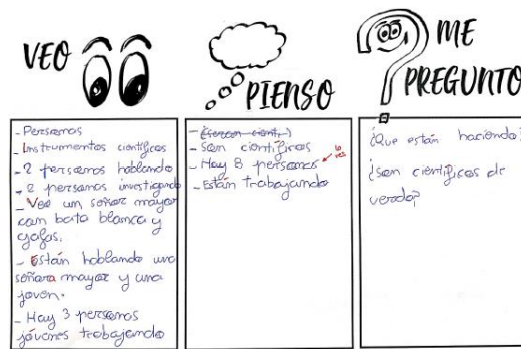 VEO
- Personas
- Instrumentos científicos
- 2 personas hablando
- 2 personas investigando
- Veo un señor mayor
con bata blanca y
gafas.
- Están hablando una
señora mayor y una
joven.
- Hay 3 personas
jóvenes trabajando
PIENSO
- Son científicos
- Hay 8 personas
- Están trabajando
ME
PREGUNTO
¿Que están haciendo?
¿son científicos de
verdad?